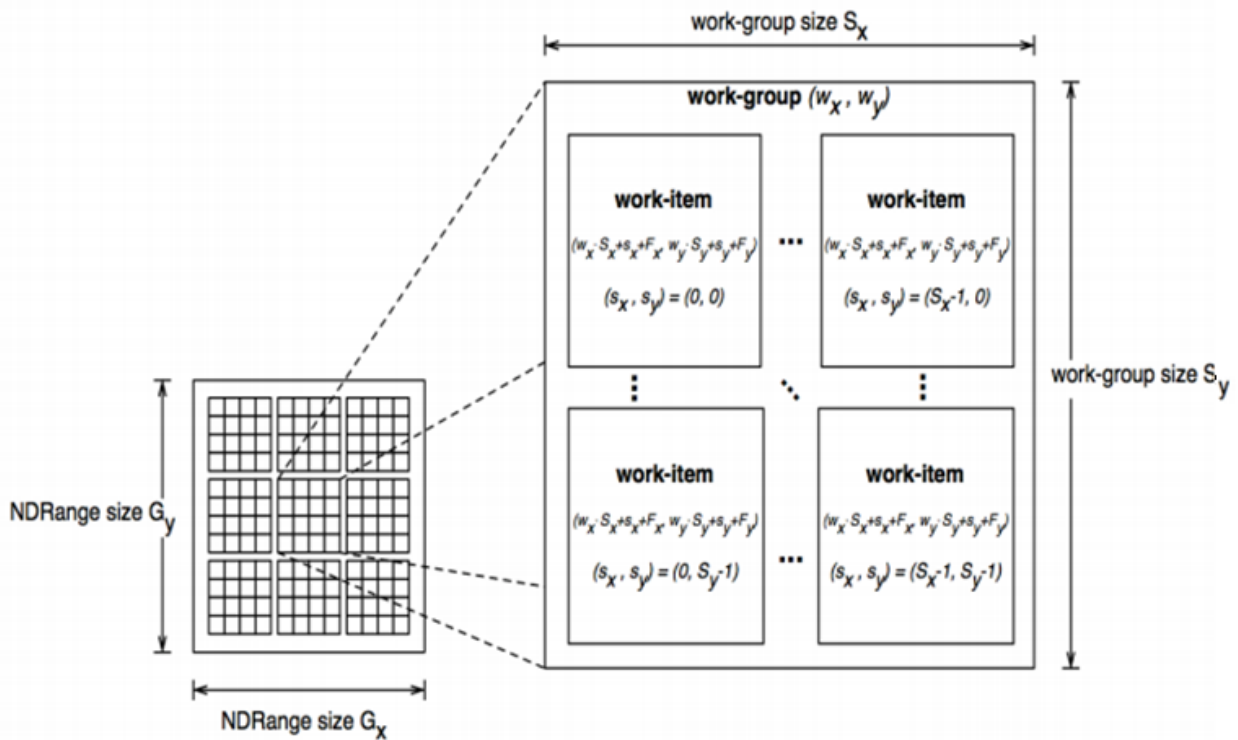 work-group size Sx
work-group (wx , wy)
work-item
(wx· Sx+sx+Fx, wy· Sy+sy+Fy)
(sx , sy) = (0, 0)
...
work-item
(wx· Sx+sx+Fx, wy· Sy+sy+Fy)
(sx , sy) = (Sx-1, 0)
work-group size Sy
work-item
(wx· Sx+sx+Fx, wy· Sy+sy+Fy)
(sx , sy) = (0, Sy-1)
...
work-item
(wx· Sx+sx+Fx, wy· Sy+sy+Fy)
(sx , sy) = (Sx-1, Sy-1)
NDRange size Gy
NDRange size Gx